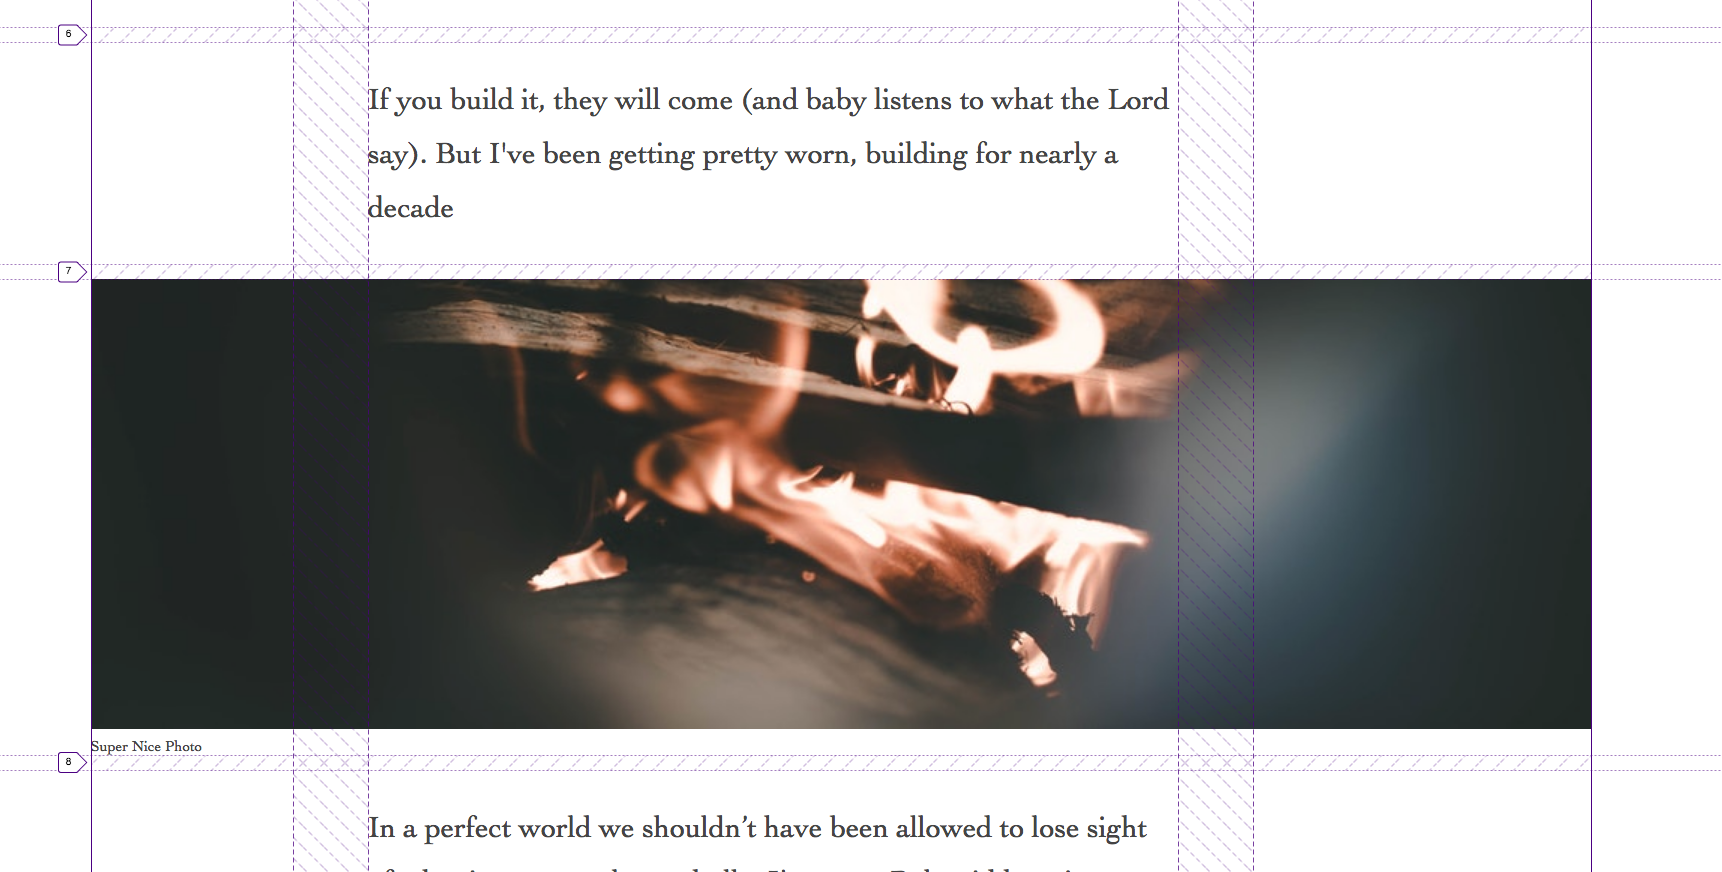 6
If you build it, they will come (and baby listens to what the Lord
say). But I've been getting pretty worn, building for nearly a
decade
7
Super Nice Photo
8
In a perfect world we shouldn’t have been allowed to lose sight